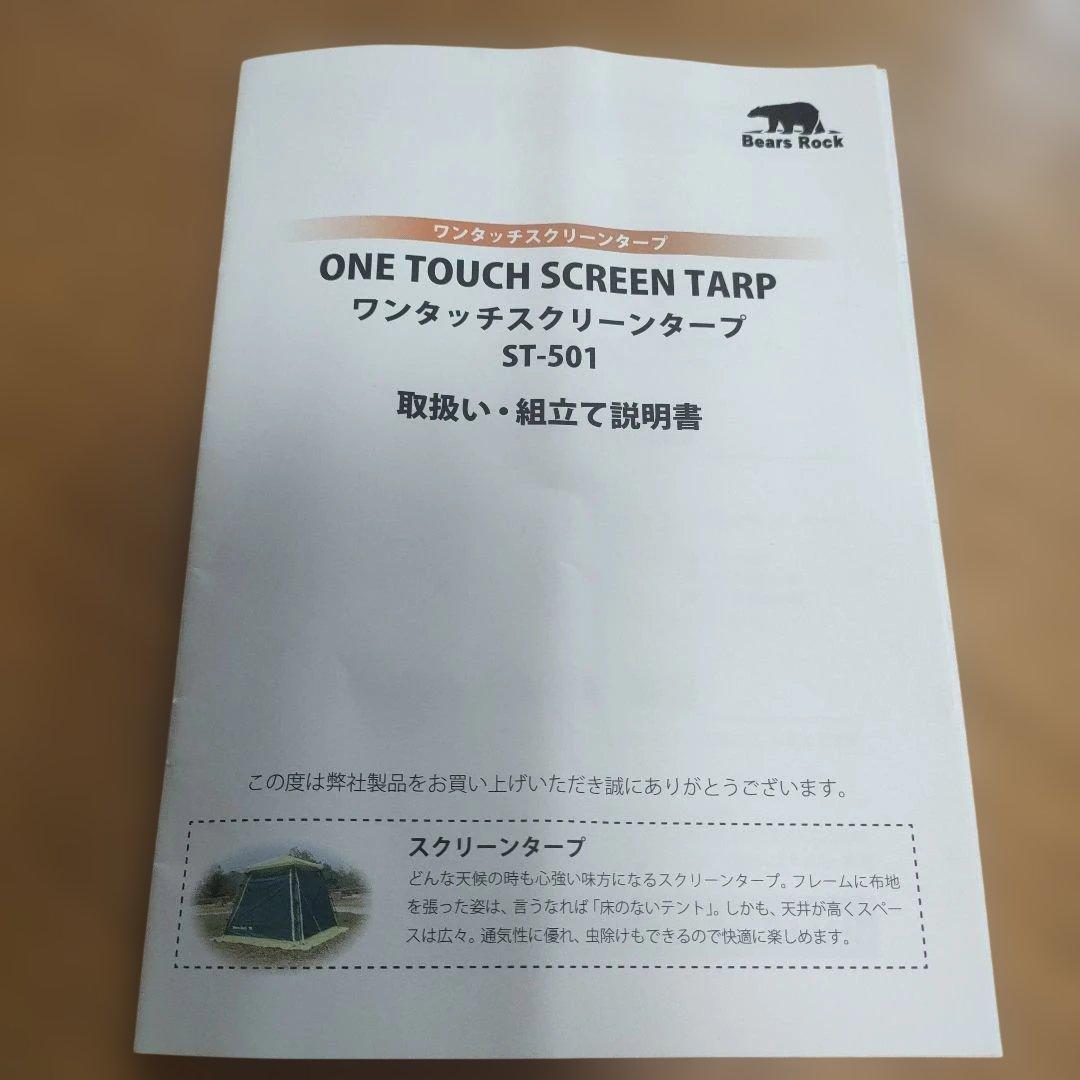 Bears Rock
ワンタッチスクリーンタープ
ONE TOUCH SCREEN TARP
ワンタッチスクリーンタープ
ST-501
取扱い・組立て説明書
この度は弊社製品をお買い上げいただき誠にありがとうございます。
スクリーンタープ
どんな天候の時も心強い味方になるスクリーンタープ。フレームに布地
を張った姿は、言うなれば「床のないテント」。しかも、天井が高くスペー
スは広々。通気性に優れ、虫除けもできるので快適に楽しめます。